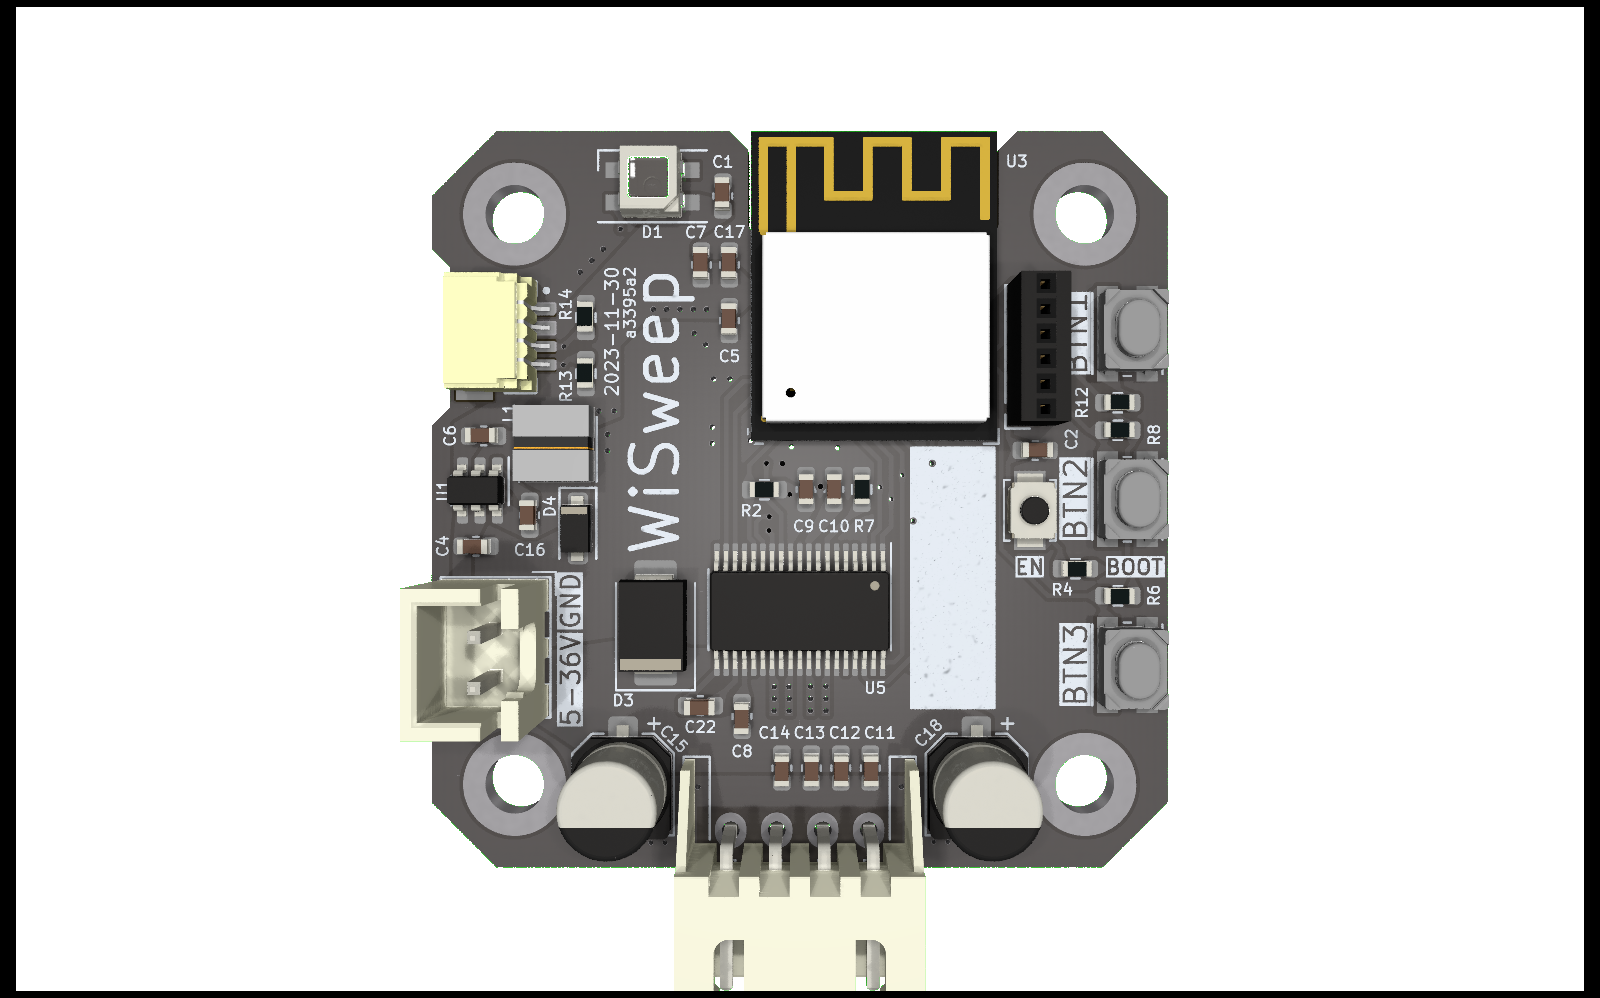 C1
U3
D1
C7
C17
R14
2023-11-30
a3395a2
WiSweep
BTN1
C5
R13
R12
C6
C2
R8
U1
D4
R2
C9
C10
R7
BTN2
C4
C16
EN
BOOT
R4
R6
5-36V
GND
BTN3
D3
U5
C22
C8
+
C15
C14
C13
C12
C11
C18
+